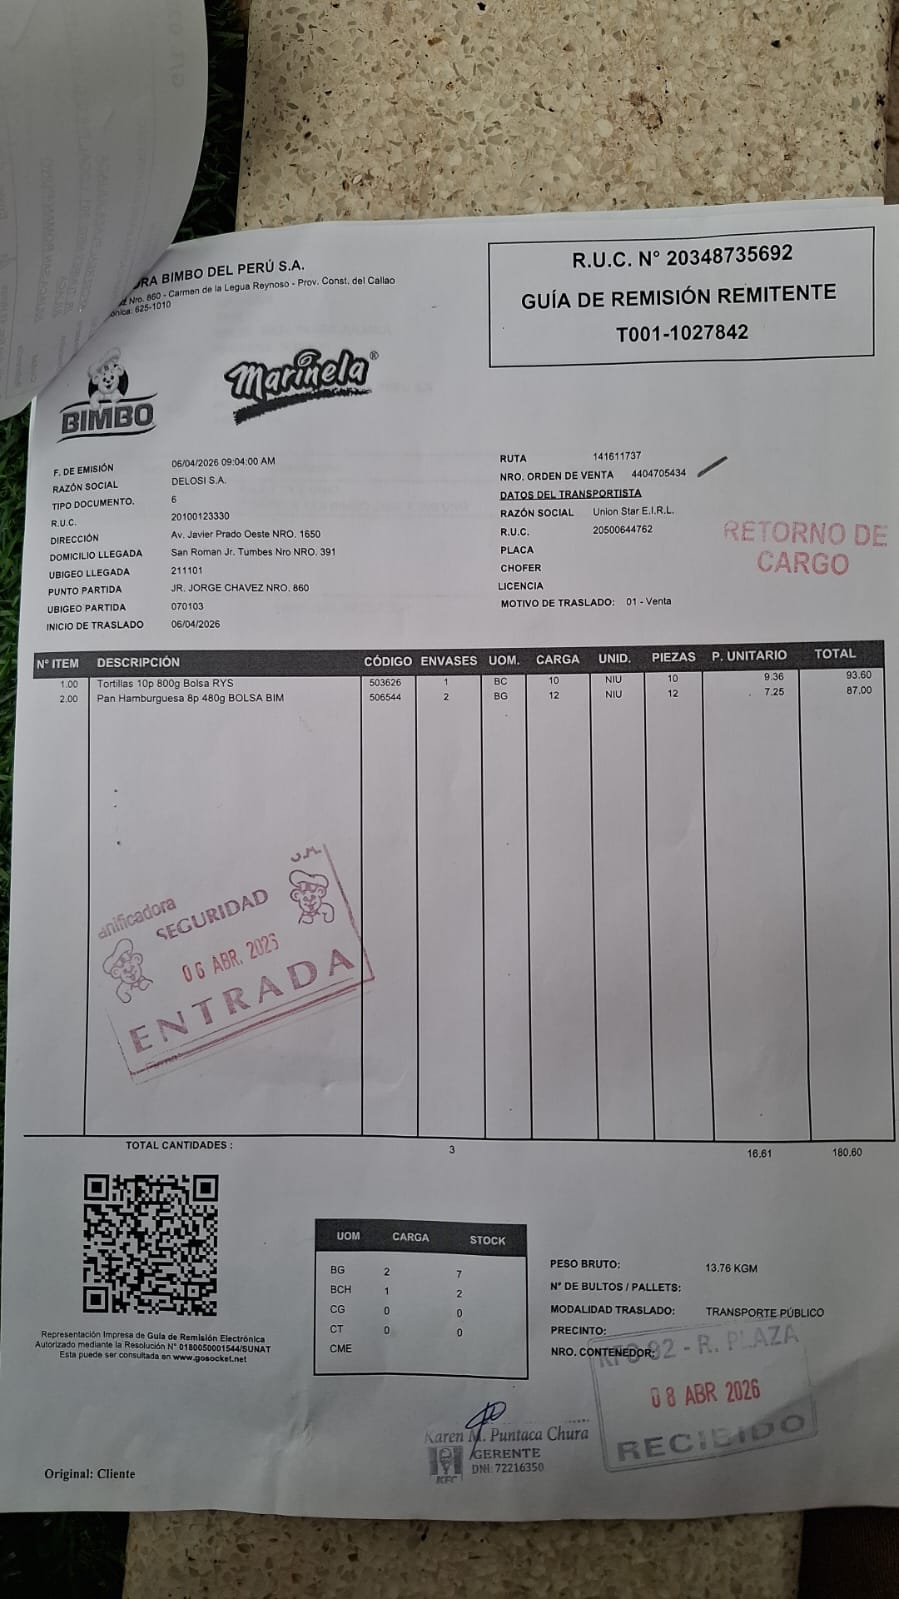 RA BIMBO DEL PERÚ S.A.
Nro. 860 - Carmen de la Legua Reynoso - Prov. Const. del Callao
625-1010
R.U.C. N° 20348735692
GUÍA DE REMISIÓN REMITENTE
T001-1027842
BIMBO
Marinela®
F. DE EMISIÓN 06/04/2026 09:04:00 AM
RAZÓN SOCIAL DELOSI S.A.
TIPO DOCUMENTO. 6
R.U.C. 20100123330
DIRECCIÓN Av. Javier Prado Oeste NRO. 1650
DOMICILIO LLEGADA San Roman Jr. Tumbes Nro NRO. 391
UBIGEO LLEGADA 211101
PUNTO PARTIDA JR. JORGE CHAVEZ NRO. 860
UBIGEO PARTIDA 070103
INICIO DE TRASLADO 06/04/2026
RUTA 141611737
NRO. ORDEN DE VENTA 4404705434
DATOS DEL TRANSPORTISTA
RAZÓN SOCIAL Union Star E.I.R.L.
R.U.C. 20500644762
PLACA
CHOFER
LICENCIA
MOTIVO DE TRASLADO: 01 - Venta
RETORNO DE
CARGO
N° ITEM DESCRIPCIÓN CÓDIGO ENVASES UOM. CARGA UNID. PIEZAS P. UNITARIO TOTAL
1.00 Tortillas 10p 800g Bolsa RYS 503626 1 BC 10 NIU 10 9.36 93.60
2.00 Pan Hamburguesa 8p 480g BOLSA BIM 506544 2 BG 12 NIU 12 7.25 87.00
anificadora S.A.
SEGURIDAD
06 ABR. 2026
ENTRADA
TOTAL CANTIDADES : 3 16.61 180.60
UOM CARGA STOCK
BG 2 7
BCH 1 2
CG 0 0
CT 0 0
CME
PESO BRUTO: 13.76 KGM
N° DE BULTOS / PALLETS:
MODALIDAD TRASLADO: TRANSPORTE PÚBLICO
PRECINTO:
NRO. CONTENEDOR:
KFC 92 - R. PLAZA
08 ABR 2026
RECIBIDO
Representación Impresa de Guia de Remisión Electrónica
Autorizado mediante la Resolución N° 0180050001544/SUNAT
Esta puede ser consultada en www.gosocket.net
Karen M. Puntaca Chura
GERENTE
DNI: 72216350
KFC
Original: Cliente